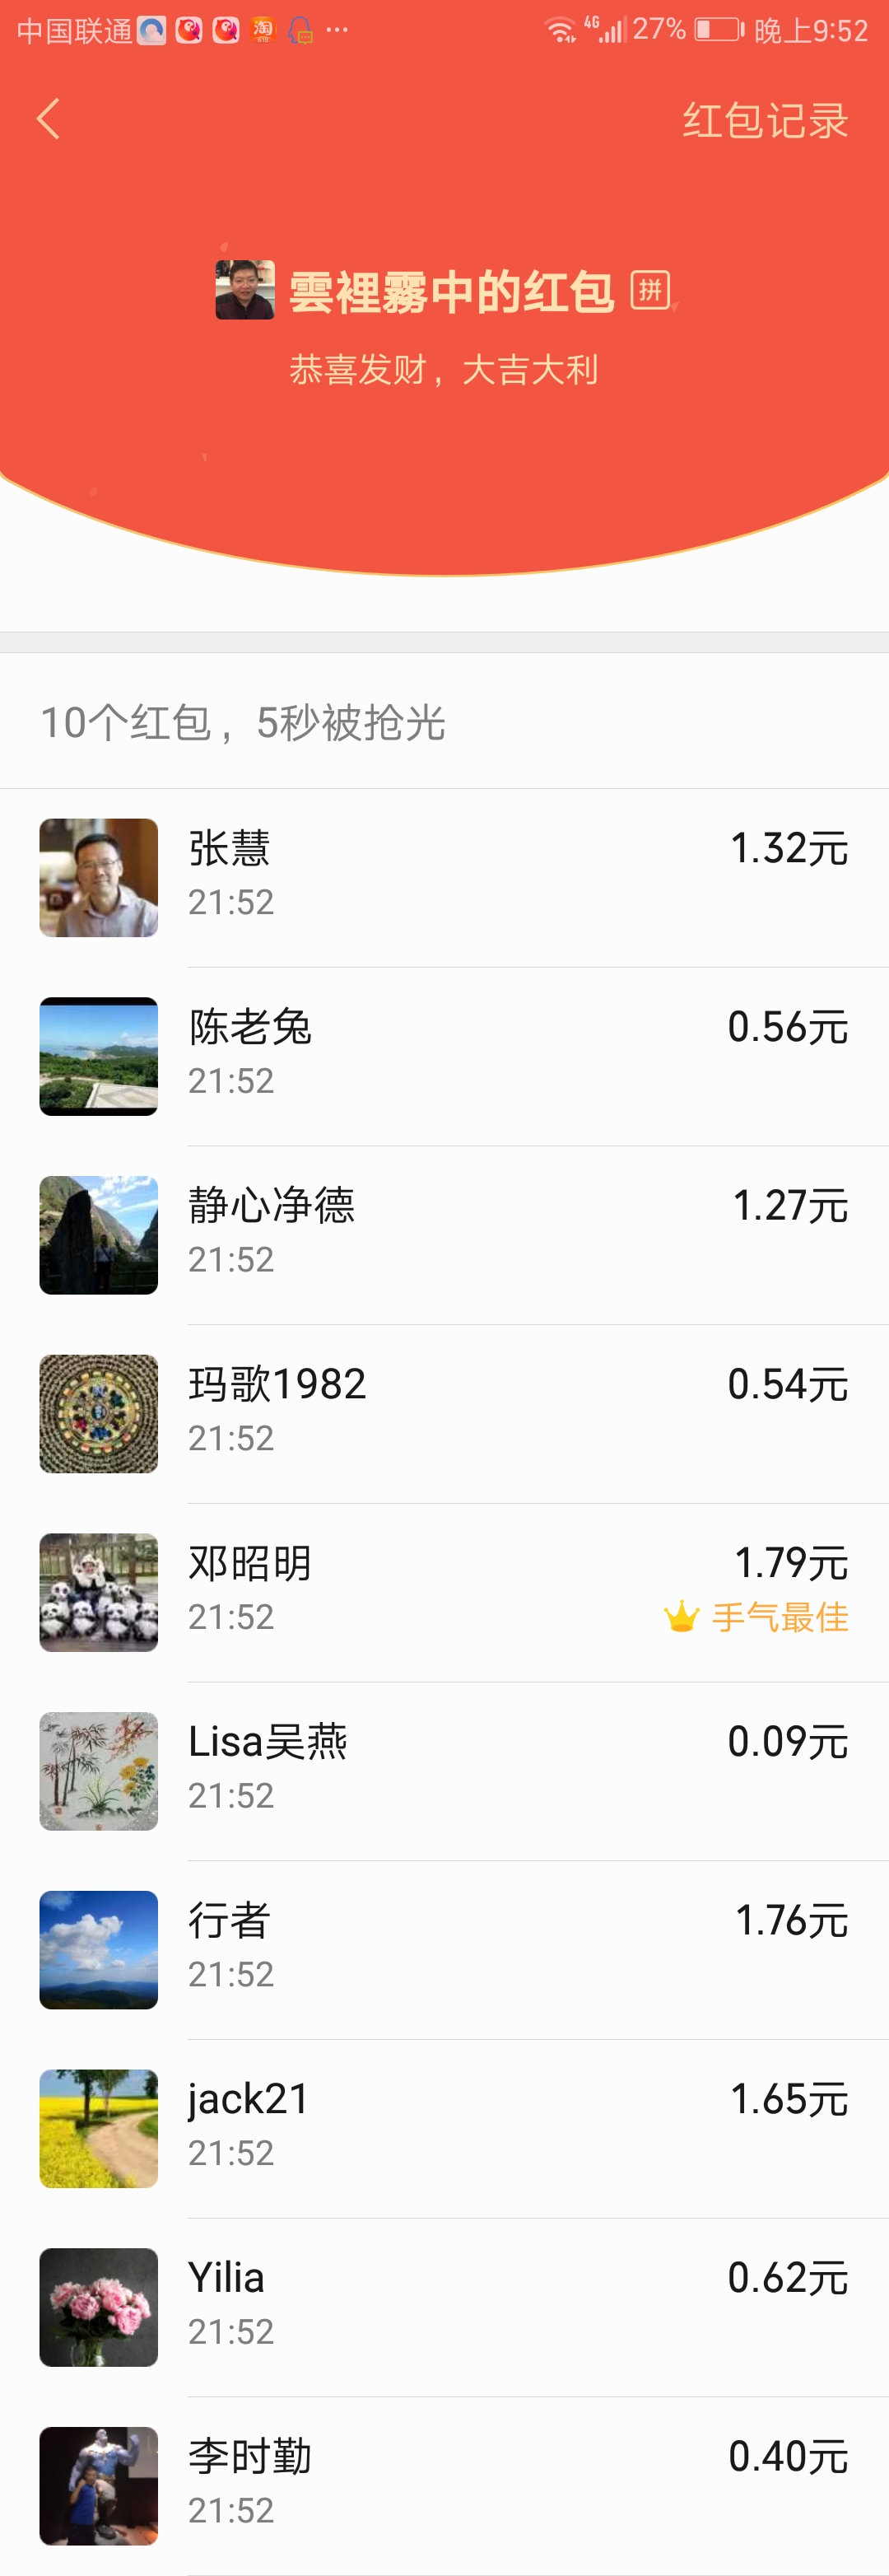 中国联通 淘 ... 4G 27% 晚上9:52
红包记录
雲裡霧中的红包 拼
恭喜发财，大吉大利
10个红包，5秒被抢光
张慧 1.32元
21:52
陈老兔 0.56元
21:52
静心净德 1.27元
21:52
玛歌1982 0.54元
21:52
邓昭明 1.79元
21:52 手气最佳
Lisa吴燕 0.09元
21:52
行者 1.76元
21:52
jack21 1.65元
21:52
Yilia 0.62元
21:52
李时勤 0.40元
21:52